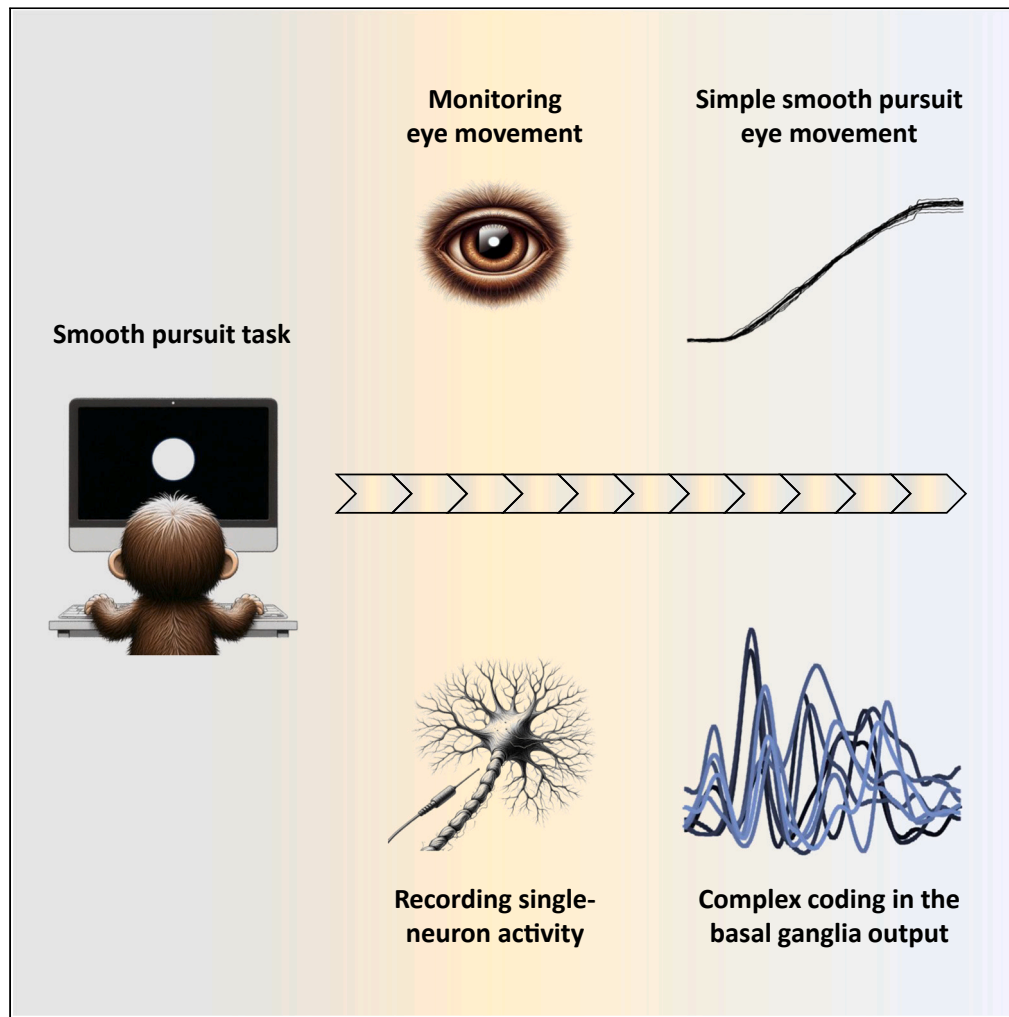 Monitoring
eye movement
Simple smooth pursuit
eye movement
Smooth pursuit task
Recording single-
neuron activity
Complex coding in the
basal ganglia output